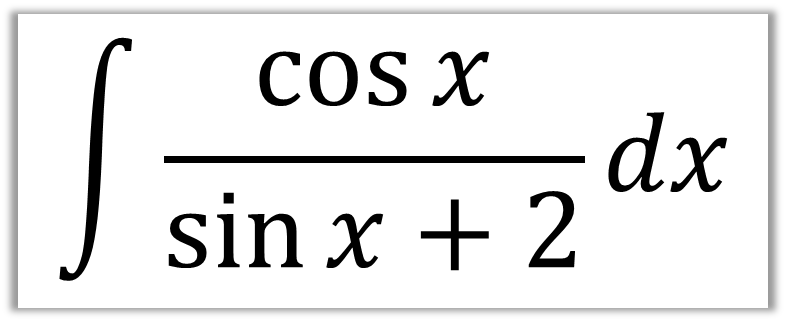 ∫ cos x / (sin x + 2) dx